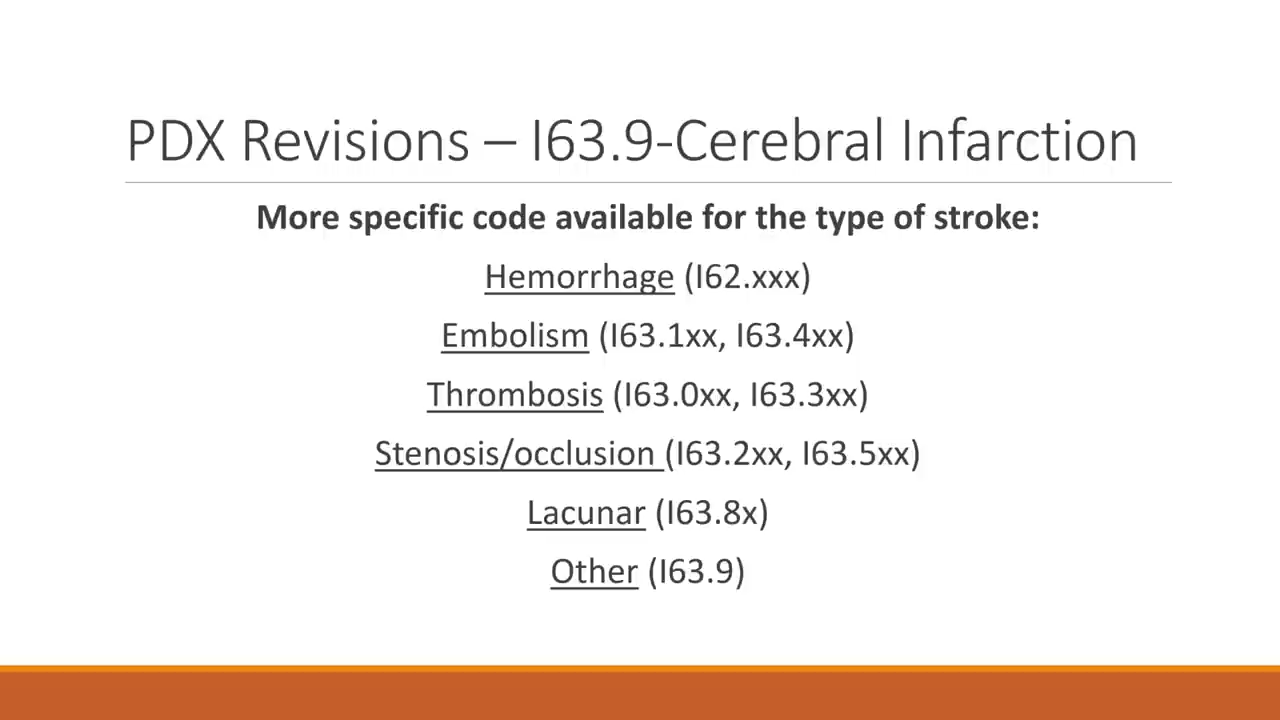 PDX Revisions – I63.9-Cerebral Infarction
More specific code available for the type of stroke:
Hemorrhage (I62.xxx)
Embolism (I63.1xx, I63.4xx)
Thrombosis (I63.0xx, I63.3xx)
Stenosis/occlusion (I63.2xx, I63.5xx)
Lacunar (I63.8x)
Other (I63.9)